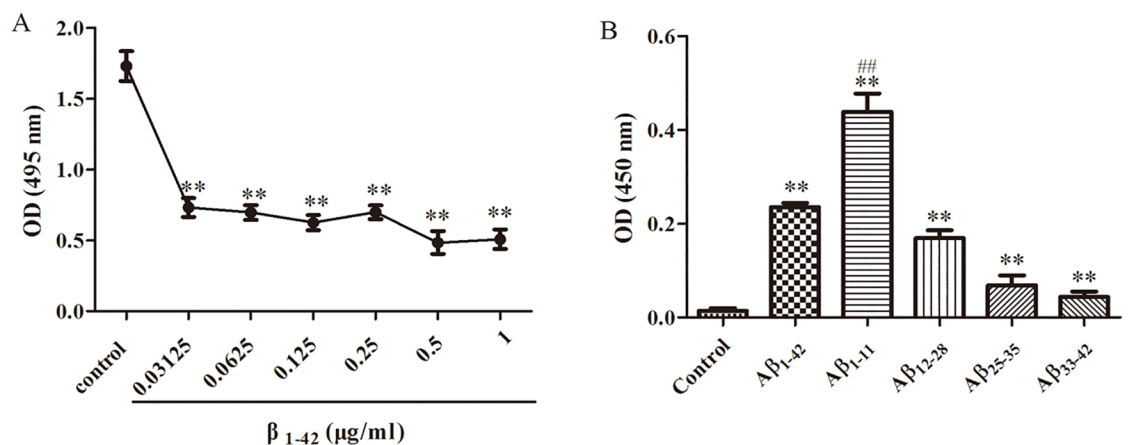 A
OD (495 nm)
2.0
1.5
1.0
0.5
0.0
**
**
**
**
**
**
control
0.03125
0.0625
0.125
0.25
0.5
1
β 1-42 (μg/ml)
B
OD (450 nm)
0.6
0.4
0.2
0.0
**
##
**
**
**
**
Control
Aβ1-42
Aβ1-11
Aβ12-28
Aβ25-35
Aβ33-42